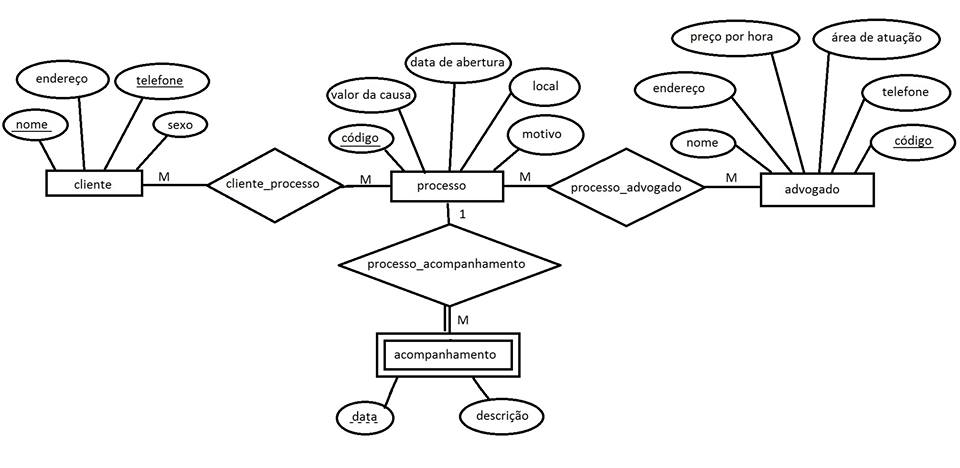 preço por hora
área de atuação
data de abertura
endereço
telefone
valor da causa
local
endereço
telefone
nome
sexo
código
motivo
nome
código
cliente
M
cliente_processo
M
processo
M
processo_advogado
M
advogado
1
processo_acompanhamento
M
acompanhamento
data
descrição